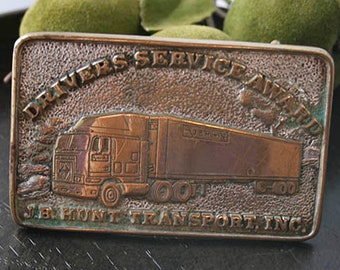 DRIVERS SERVICE AWARD
J.B. HUNT TRANSPORT, INC.